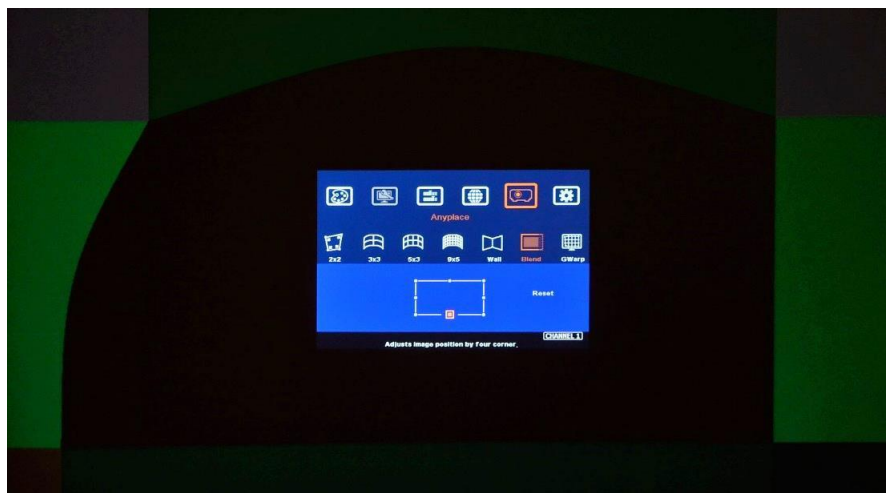 Anyplace
2x2 3x3 5x3 9x5 Wall Blend GWarp
Reset
CHANNEL 1
Adjusts image position by four corner.